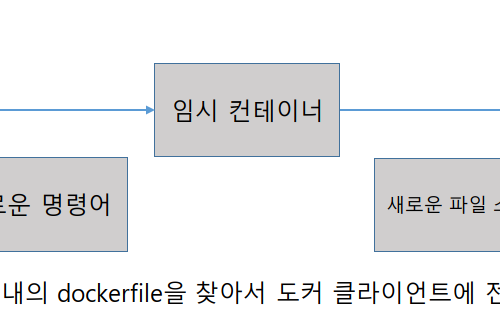 임시 컨테이너
로운 명령어
새로운 파일
내의 dockerfile을 찾아서 도커 클라이언트에